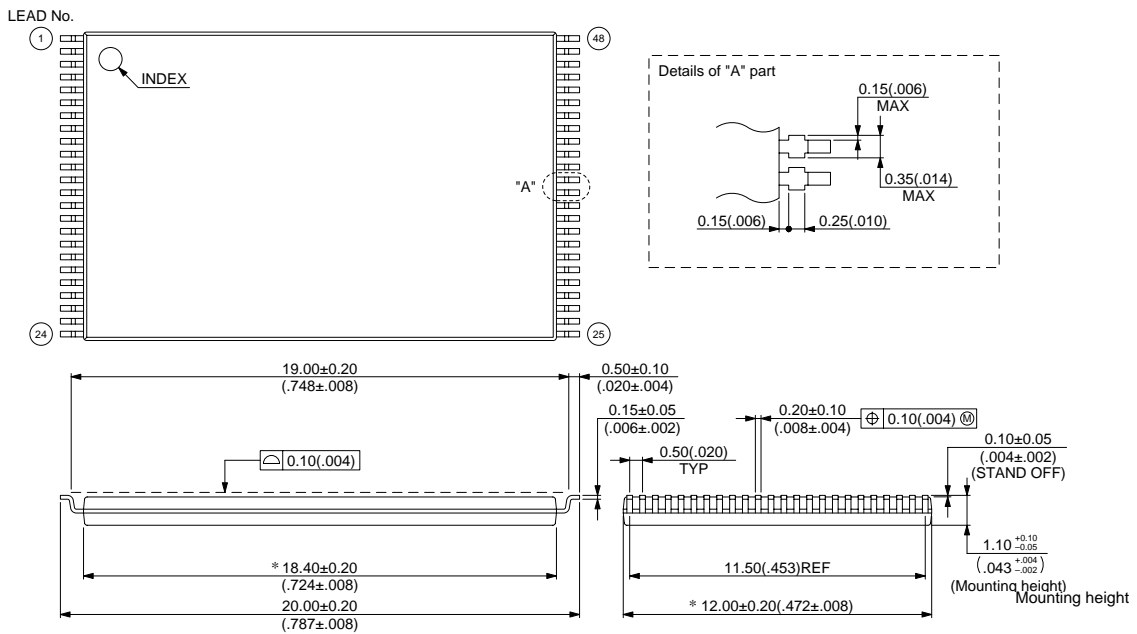 LEAD No.
1
48
INDEX
"A"
24
25
Details of "A" part
0.15(.006)
MAX
0.35(.014)
MAX
0.15(.006)
0.25(.010)
19.00±0.20
(.748±.008)
0.50±0.10
(.020±.004)
0.15±0.05
(.006±.002)
0.20±0.10
(.008±.004)
⌖ 0.10(.004) Ⓜ
0.50(.020)
TYP
0.10±0.05
(.004±.002)
(STAND OFF)
⌓ 0.10(.004)
1.10 +0.10 -0.05
(.043 +.004 -.002)
(Mounting height)
Mounting height
* 18.40±0.20
(.724±.008)
20.00±0.20
(.787±.008)
11.50(.453)REF
* 12.00±0.20(.472±.008)